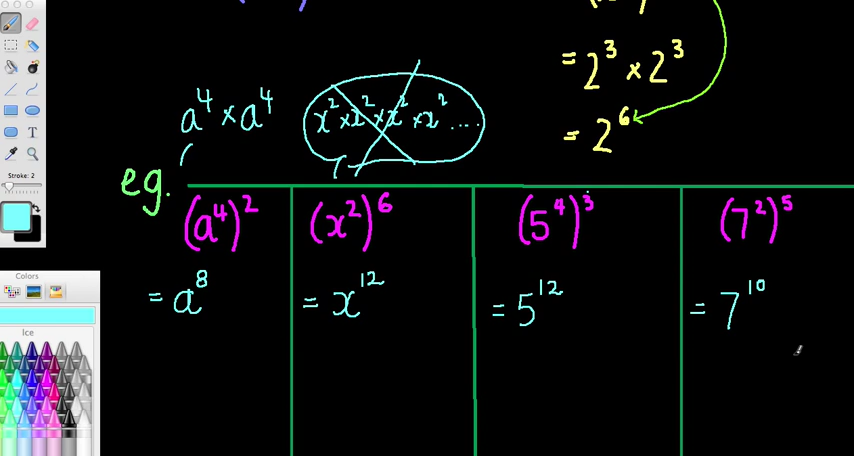 = 2³ × 2³
a⁴ × a⁴
x² × x² × x² × x² ....
= 2⁶
eg.
(a⁴)²
(x²)⁶
(5⁴)³
(7²)⁵
= a⁸
= x¹²
= 5¹²
= 7¹⁰
T
Stroke: 2
Colors
Ice